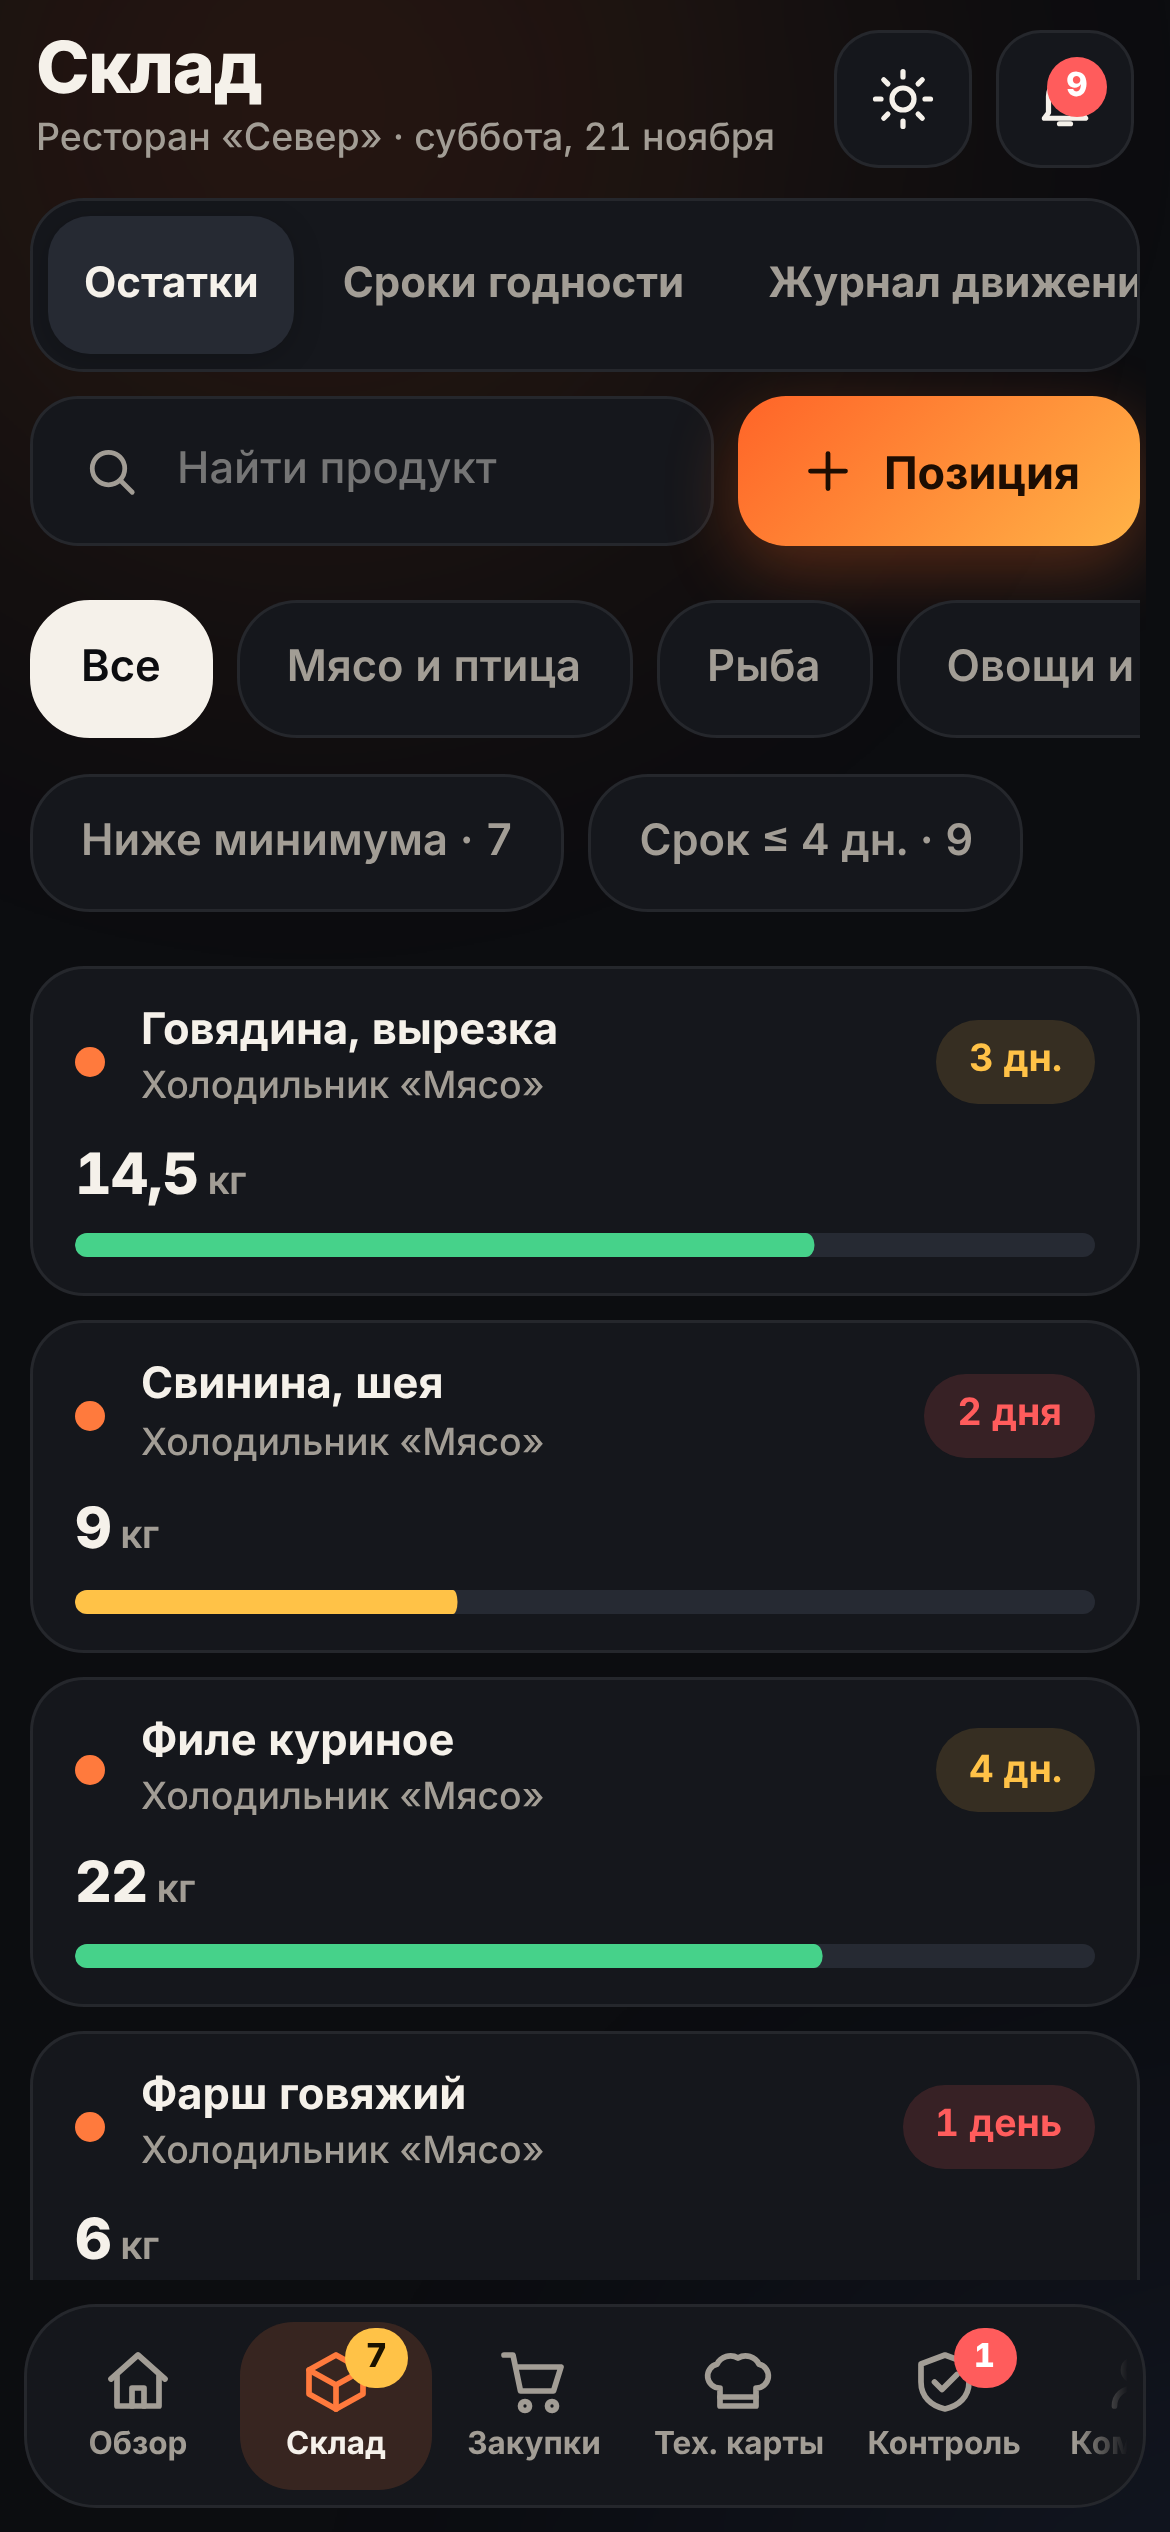 Склад
Ресторан «Север» · суббота, 21 ноября
9
Остатки Сроки годности Журнал движени
Найти продукт
+ Позиция
Все Мясо и птица Рыба Овощи и
Ниже минимума · 7 Срок ≤ 4 дн. · 9
Говядина, вырезка
Холодильник «Мясо»
3 дн.
14,5 кг
Свинина, шея
Холодильник «Мясо»
2 дня
9 кг
Филе куриное
Холодильник «Мясо»
4 дн.
22 кг
Фарш говяжий
Холодильник «Мясо»
1 день
6 кг
7 1
Обзор Склад Закупки Тех. карты Контроль